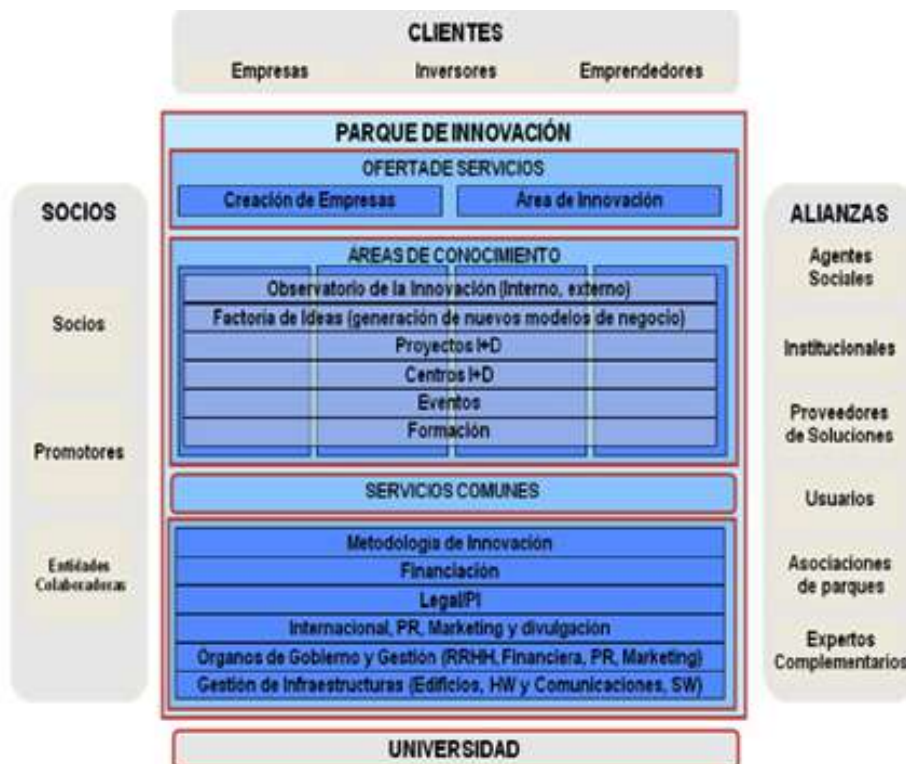 CLIENTES
Empresas Inversores Emprendedores
PARQUE DE INNOVACIÓN
OFERTA DE SERVICIOS
Creación de Empresas Area de Innovación
ÁREAS DE CONOCIMIENTO
Observatorio de la Innovación (Interno, externo)
Factoria de Ideas (generación de nuevos modelos de negocio)
Proyectos I+D
Centros I+D
Eventos
Formación
SERVICIOS COMUNES
Metodologia de Innovación
Financiación
Legal/PI
Internacional, PR, Marketing y divulgación
Organos de Gobierno y Gestión (RRHH, Financiera, PR, Marketing)
Gestión de Infraestructuras (Edificios, HW y Comunicaciones, SW)
UNIVERSIDAD
SOCIOS
Socios
Promotores
Entidades
Colaboradoras
ALIANZAS
Agentes
Sociales
Institucionales
Proveedores
de Soluciones
Usuarios
Asociaciones
de parques
Expertos
Complementarios